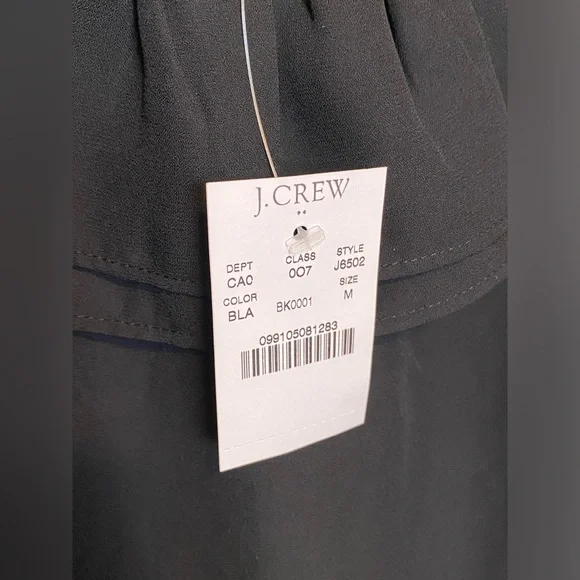 J.CREW
DEPT CLASS STYLE
CA0 007 J6502
COLOR SIZE
BLA BK0001 M
099105081283